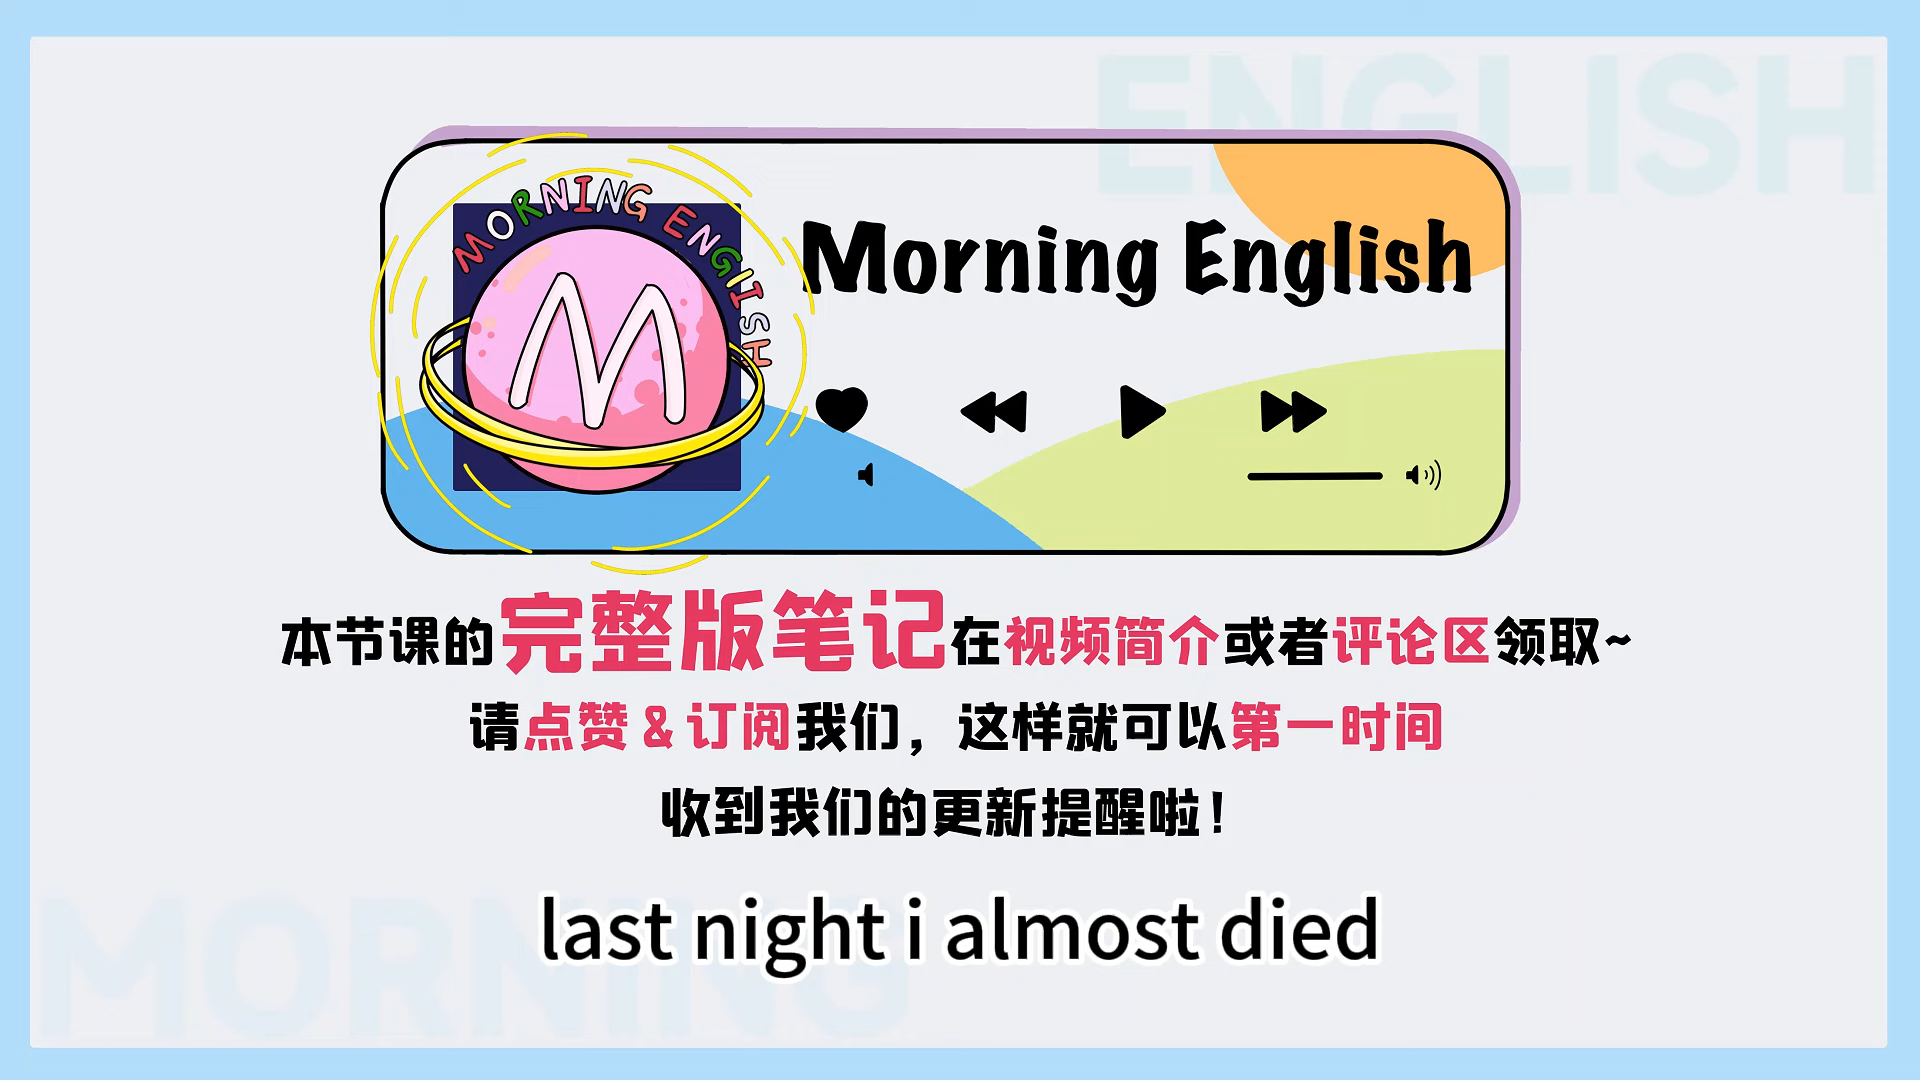 ENGLISH
MORNING ENGLISH
M
Morning English
本节课的完整版笔记在视频简介或者评论区领取~
请点赞&订阅我们，这样就可以第一时间
收到我们的更新提醒啦！
MORNING
last night i almost died